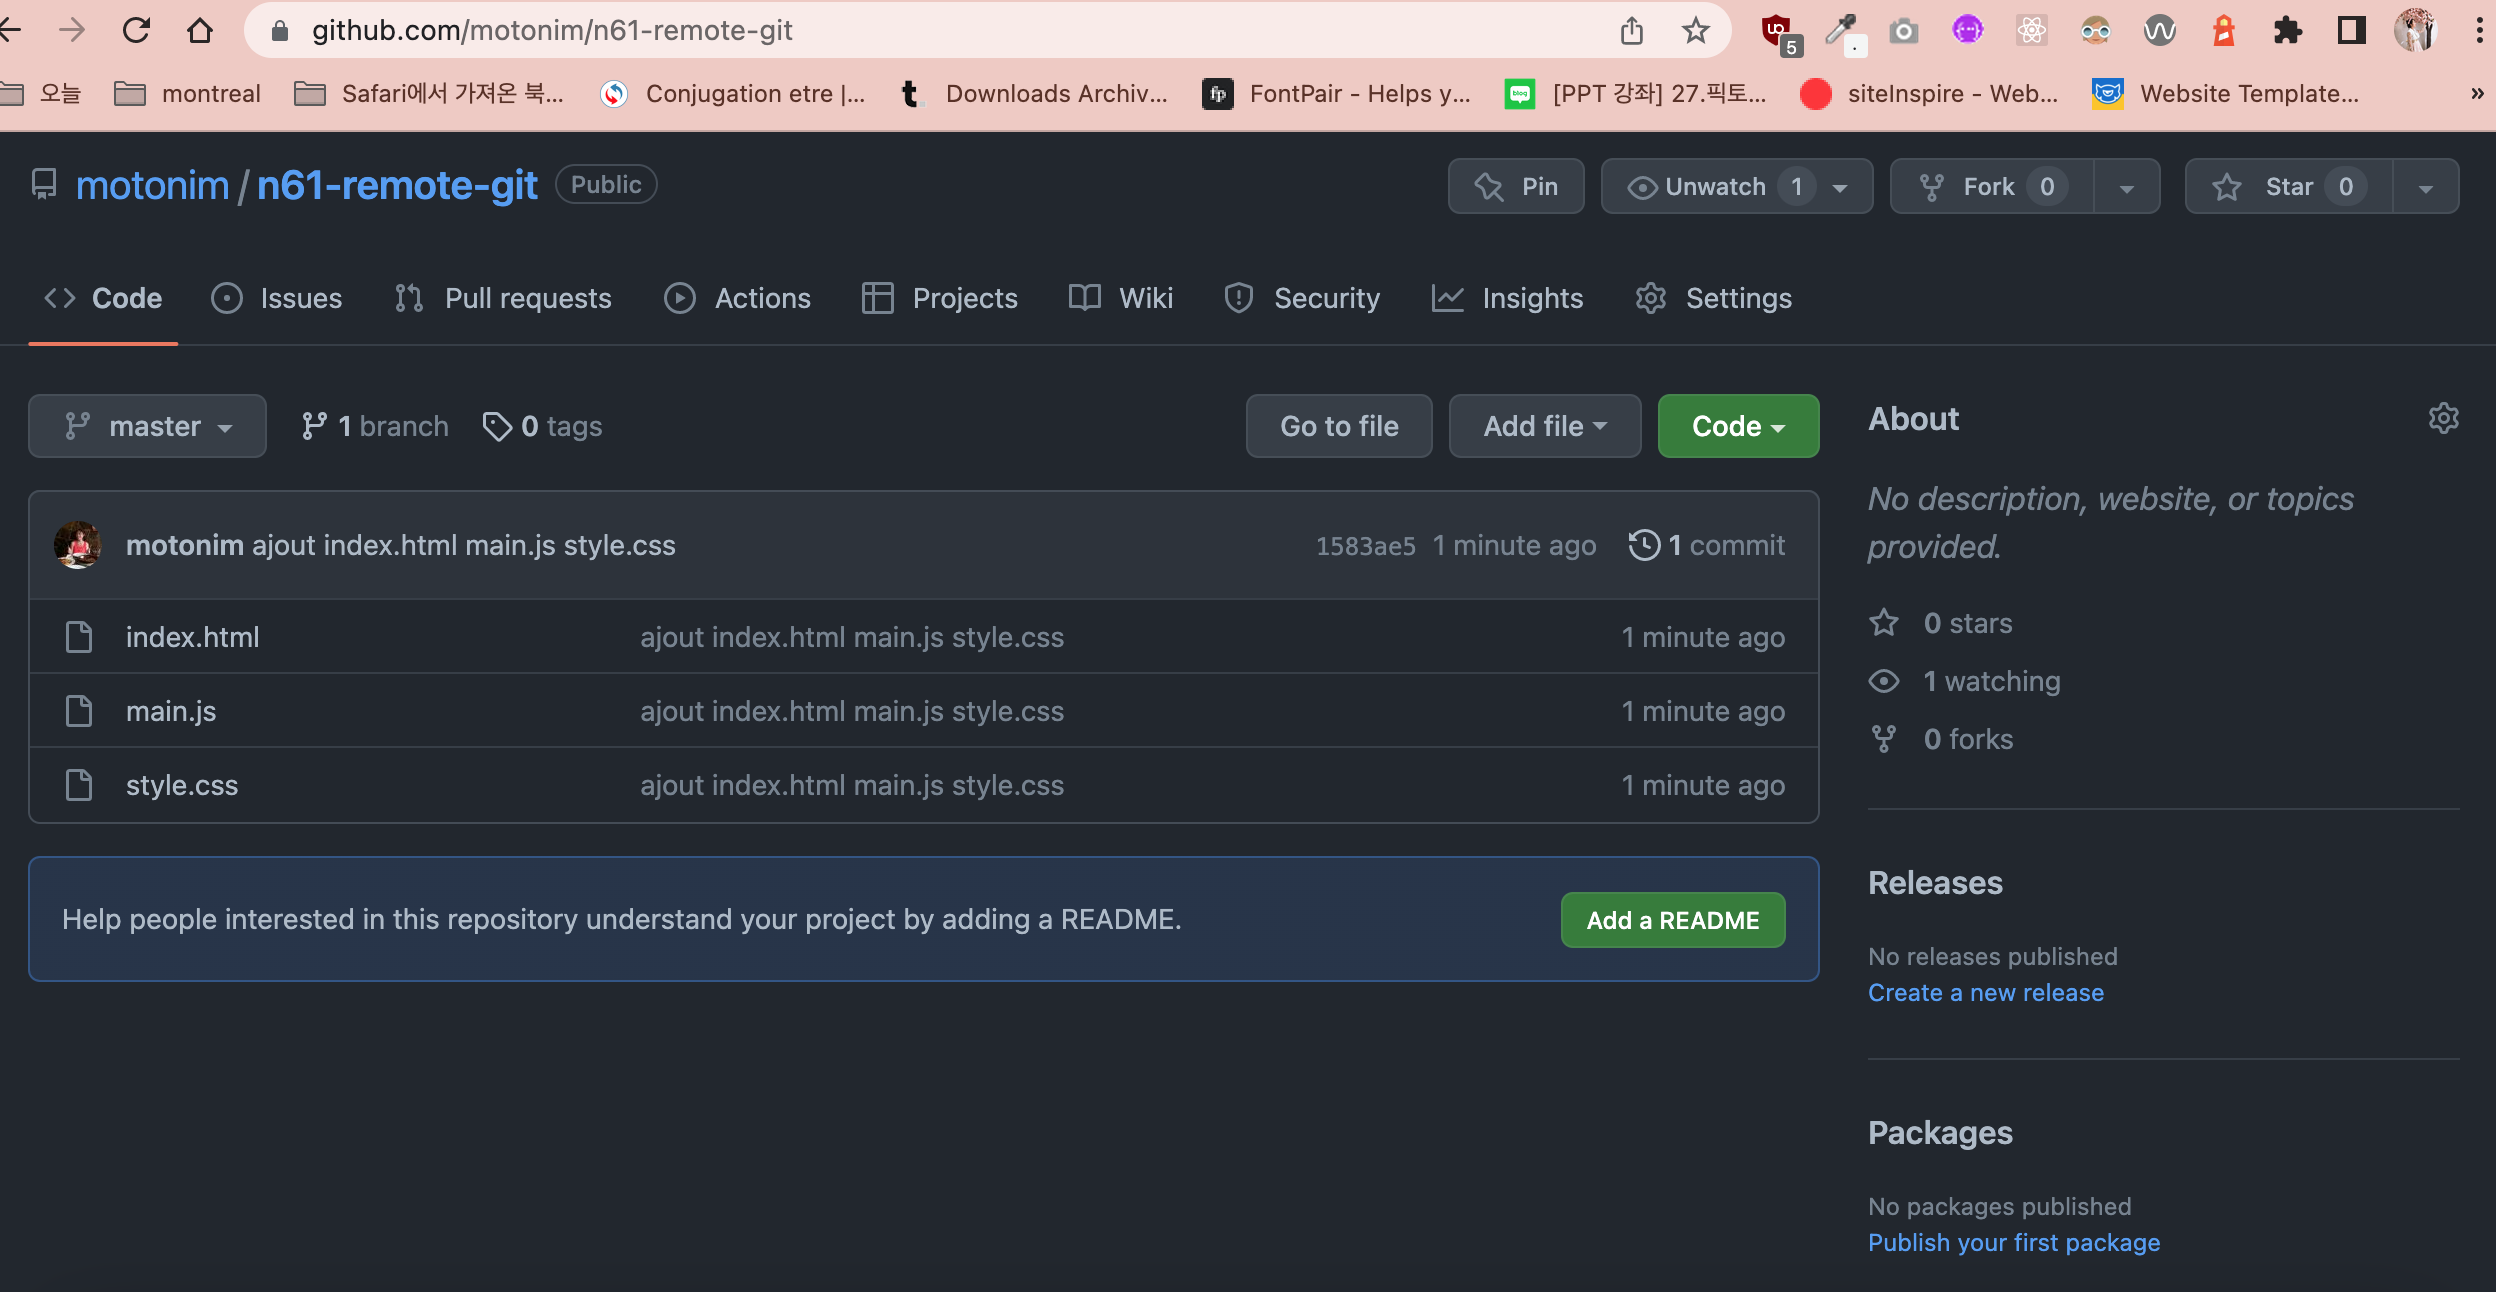 github.com/motonim/n61-remote-git
5
오늘
montreal
Safari에서 가져온 북...
Conjugation etre |...
t.
Downloads Archiv...
fp
FontPair - Helps y...
blog
[PPT 강좌] 27.픽토...
siteInspire - Web...
Website Template...
»
motonim / n61-remote-git
Public
Pin
Unwatch 1
Fork 0
Star 0
Code
Issues
Pull requests
Actions
Projects
Wiki
Security
Insights
Settings
master
1 branch
0 tags
Go to file
Add file
Code
motonim ajout index.html main.js style.css
1583ae5 1 minute ago
1 commit
index.html
ajout index.html main.js style.css
1 minute ago
main.js
ajout index.html main.js style.css
1 minute ago
style.css
ajout index.html main.js style.css
1 minute ago
Help people interested in this repository understand your project by adding a README.
Add a README
About
No description, website, or topics
provided.
0 stars
1 watching
0 forks
Releases
No releases published
Create a new release
Packages
No packages published
Publish your first package